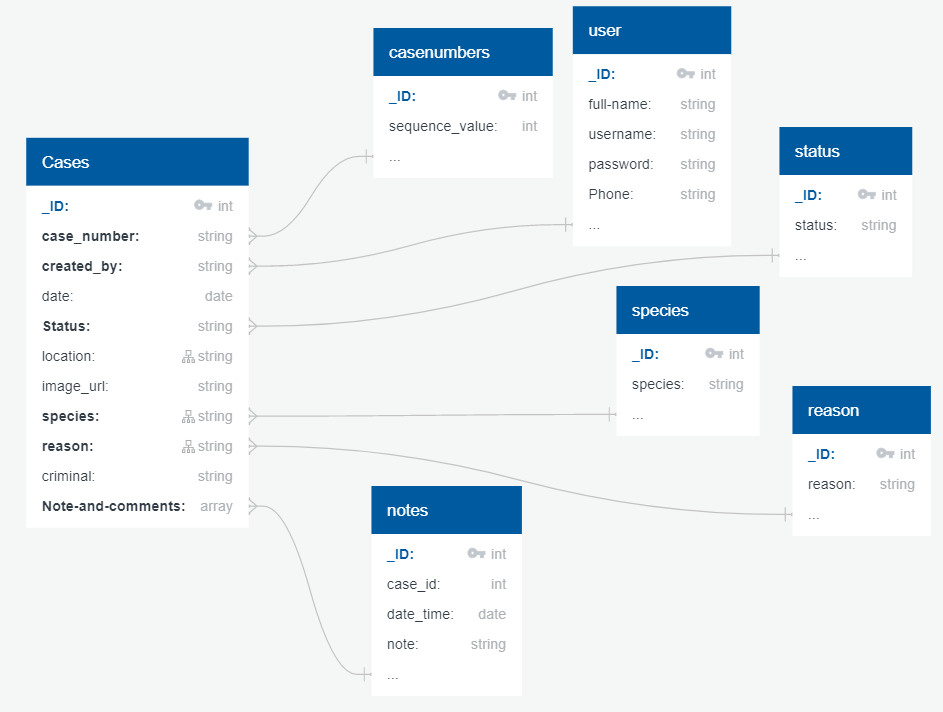 Cases
_ID: int
case_number: string
created_by: string
date: date
Status: string
location: string
image_url: string
species: string
reason: string
criminal: string
Note-and-comments: array
casenumbers
_ID: int
sequence_value: int
...
user
_ID: int
full-name: string
username: string
password: string
Phone: string
...
status
_ID: int
status: string
...
species
_ID: int
species: string
...
reason
_ID: int
reason: string
...
notes
_ID: int
case_id: int
date_time: date
note: string
...